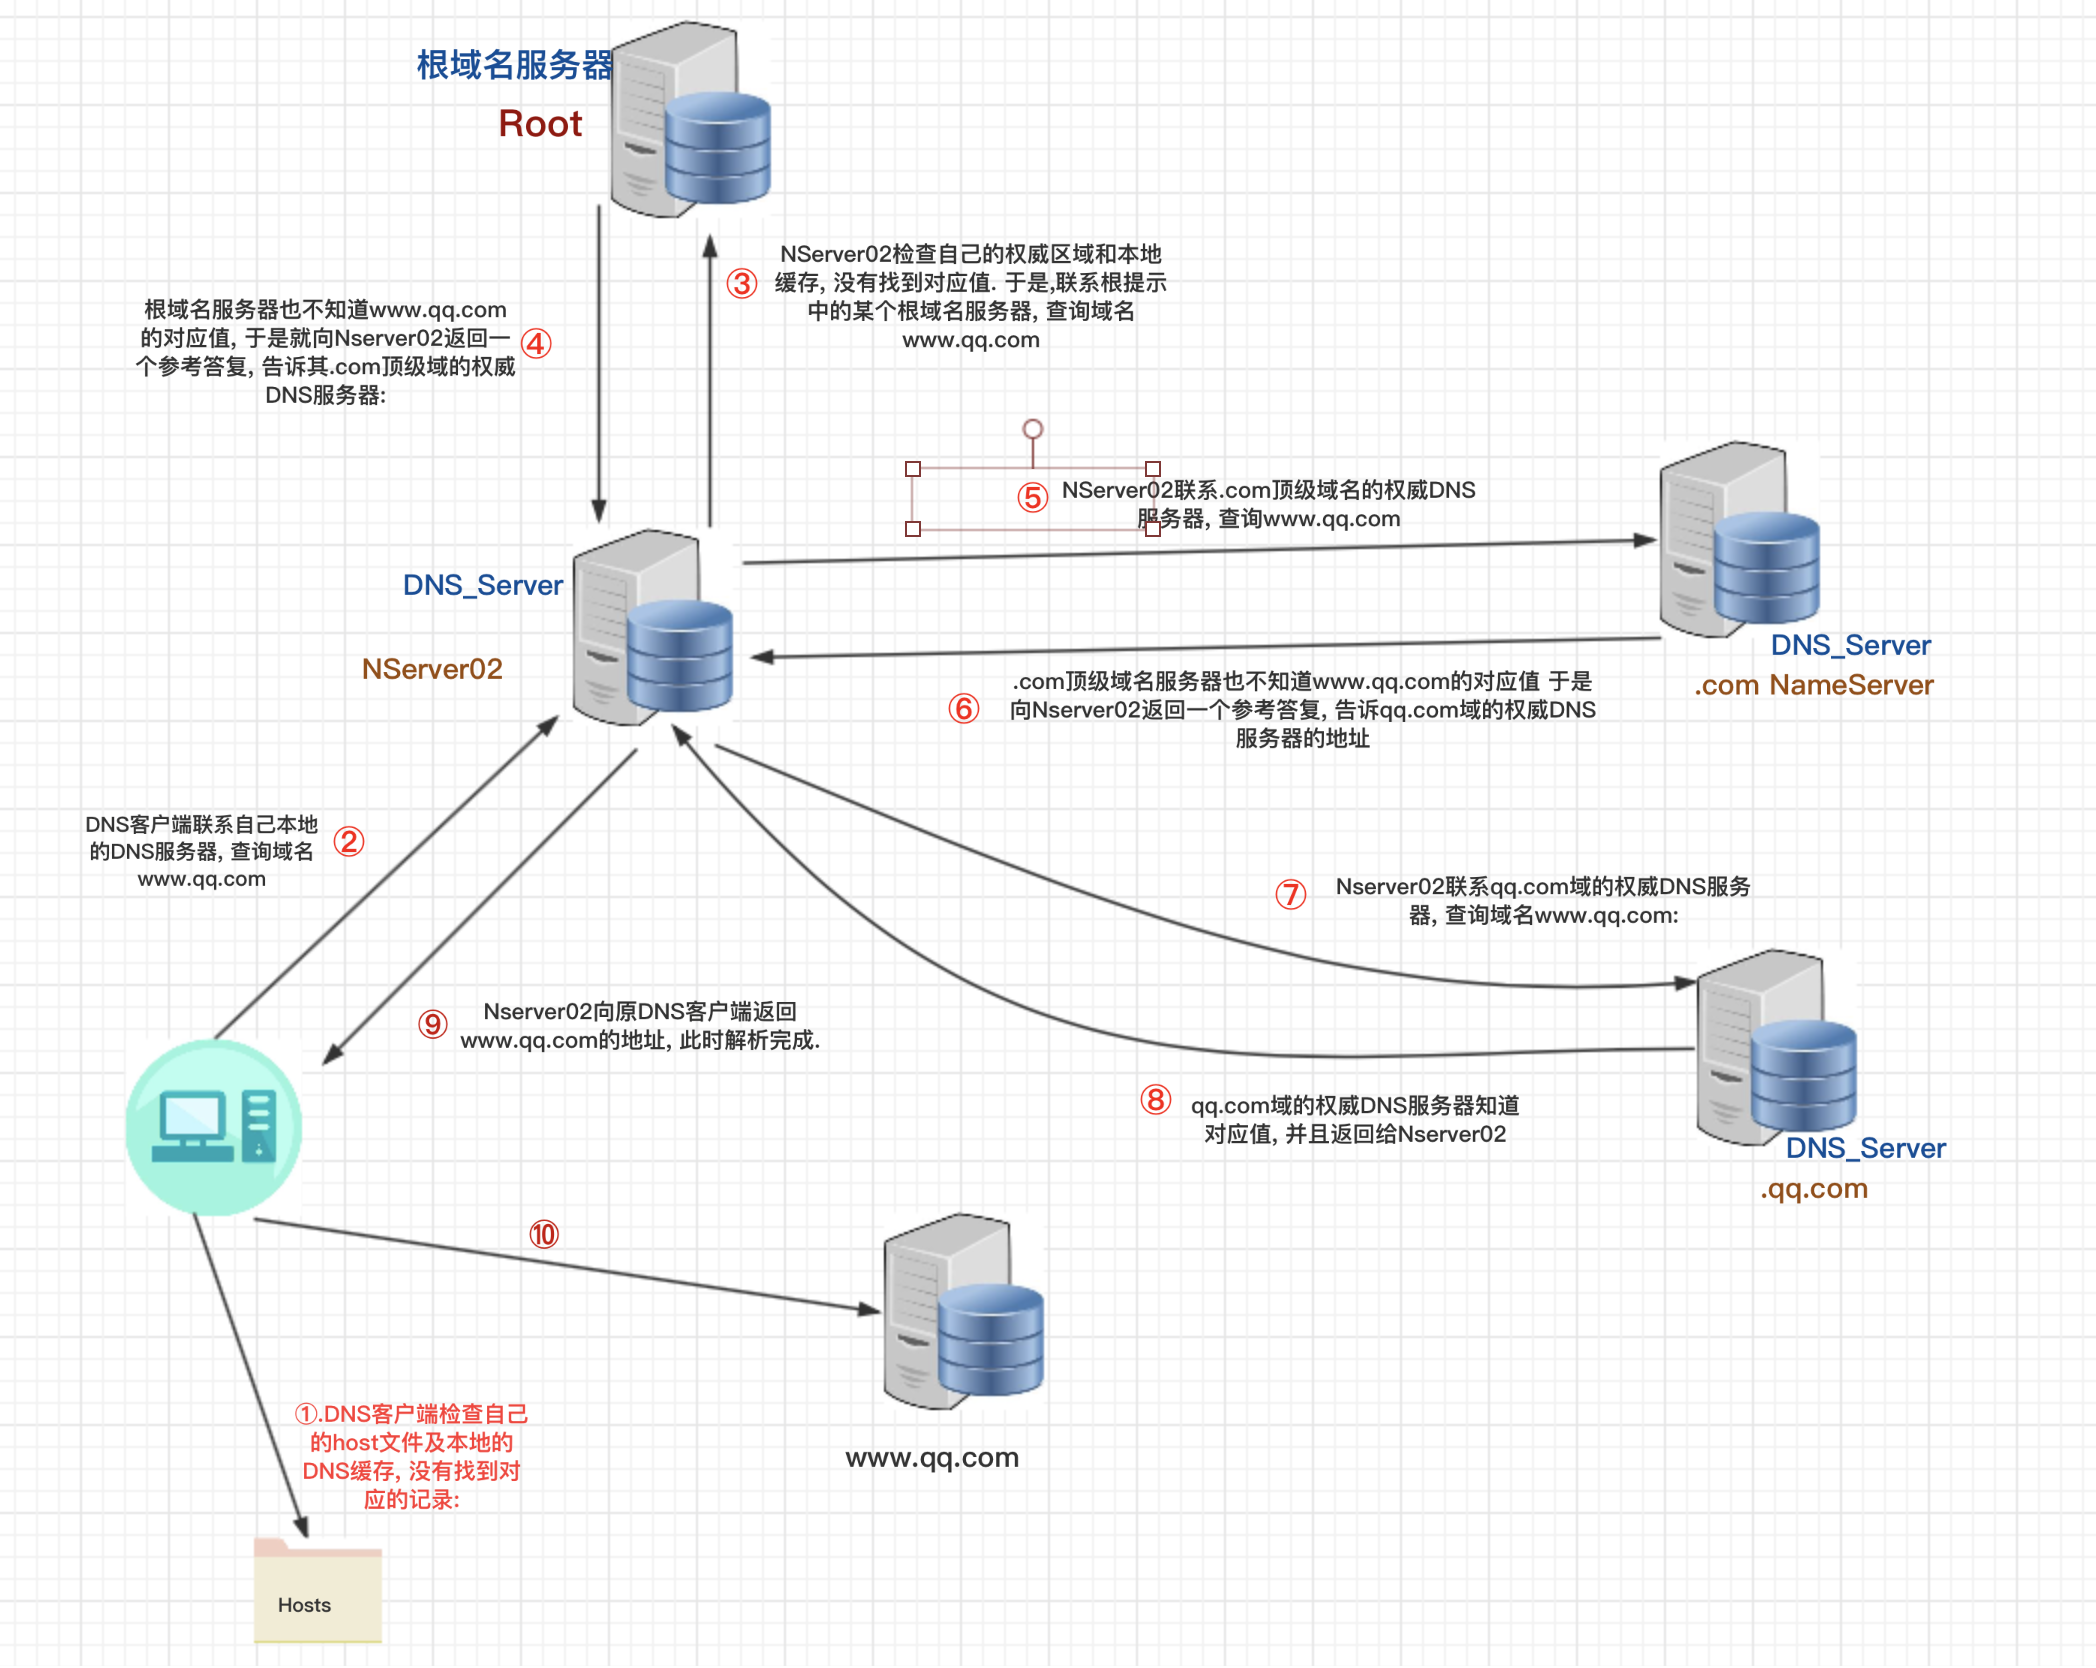 根域名服务器
Root
③
NServer02检查自己的权威区域和本地
缓存, 没有找到对应值. 于是,联系根提示
中的某个根域名服务器, 查询域名
www.qq.com
根域名服务器也不知道www.qq.com
的对应值, 于是就向Nserver02返回一
个参考答复, 告诉其.com顶级域的权威
DNS服务器:
④
⑤
NServer02联系.com顶级域名的权威DNS
服务器, 查询www.qq.com
DNS_Server
NServer02
DNS_Server
.com NameServer
⑥
.com顶级域名服务器也不知道www.qq.com的对应值 于是
向Nserver02返回一个参考答复, 告诉qq.com域的权威DNS
服务器的地址
DNS客户端联系自己本地
的DNS服务器, 查询域名
www.qq.com
②
⑦
Nserver02联系qq.com域的权威DNS服务
器, 查询域名www.qq.com:
⑨
Nserver02向原DNS客户端返回
www.qq.com的地址, 此时解析完成.
⑧
qq.com域的权威DNS服务器知道
对应值, 并且返回给Nserver02
DNS_Server
.qq.com
⑩
www.qq.com
①.DNS客户端检查自己
的host文件及本地的
DNS缓存, 没有找到对
应的记录:
Hosts